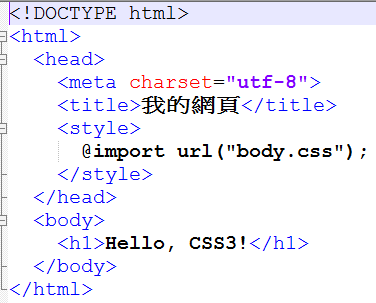 <!DOCTYPE html>
<html>
<head>
<meta charset="utf-8">
<title>我的網頁</title>
<style>
@import url("body.css");
</style>
</head>
<body>
<h1>Hello, CSS3!</h1>
</body>
</html>